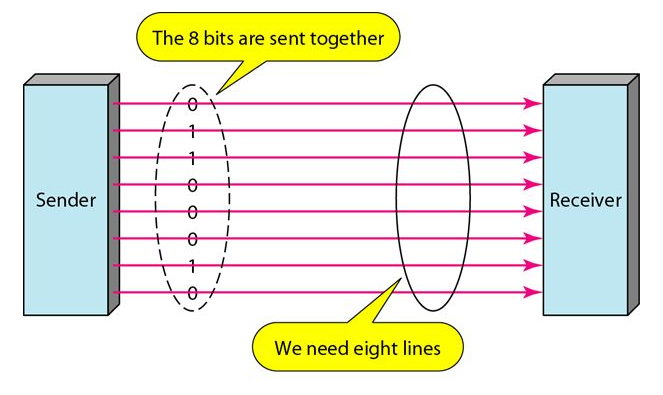 The 8 bits are sent together
0
1
1
0
0
0
1
0
Sender
Receiver
We need eight lines